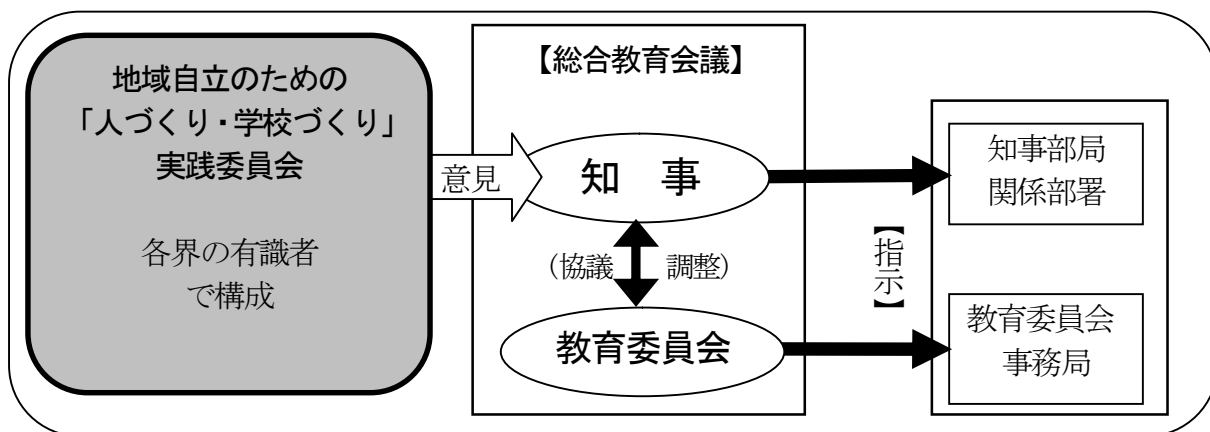 地域自立のための
「人づくり・学校づくり」
実践委員会
各界の有識者
で構成
意見
【総合教育会議】
知　事
（協議　調整）
教育委員会
【指示】
知事部局
関係部署
教育委員会
事務局